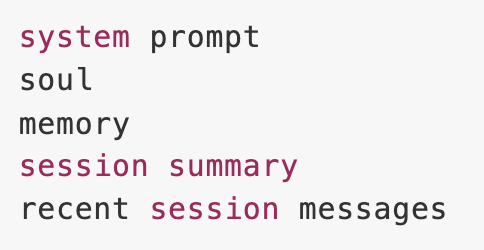 system prompt
soul
memory
session summary
recent session messages